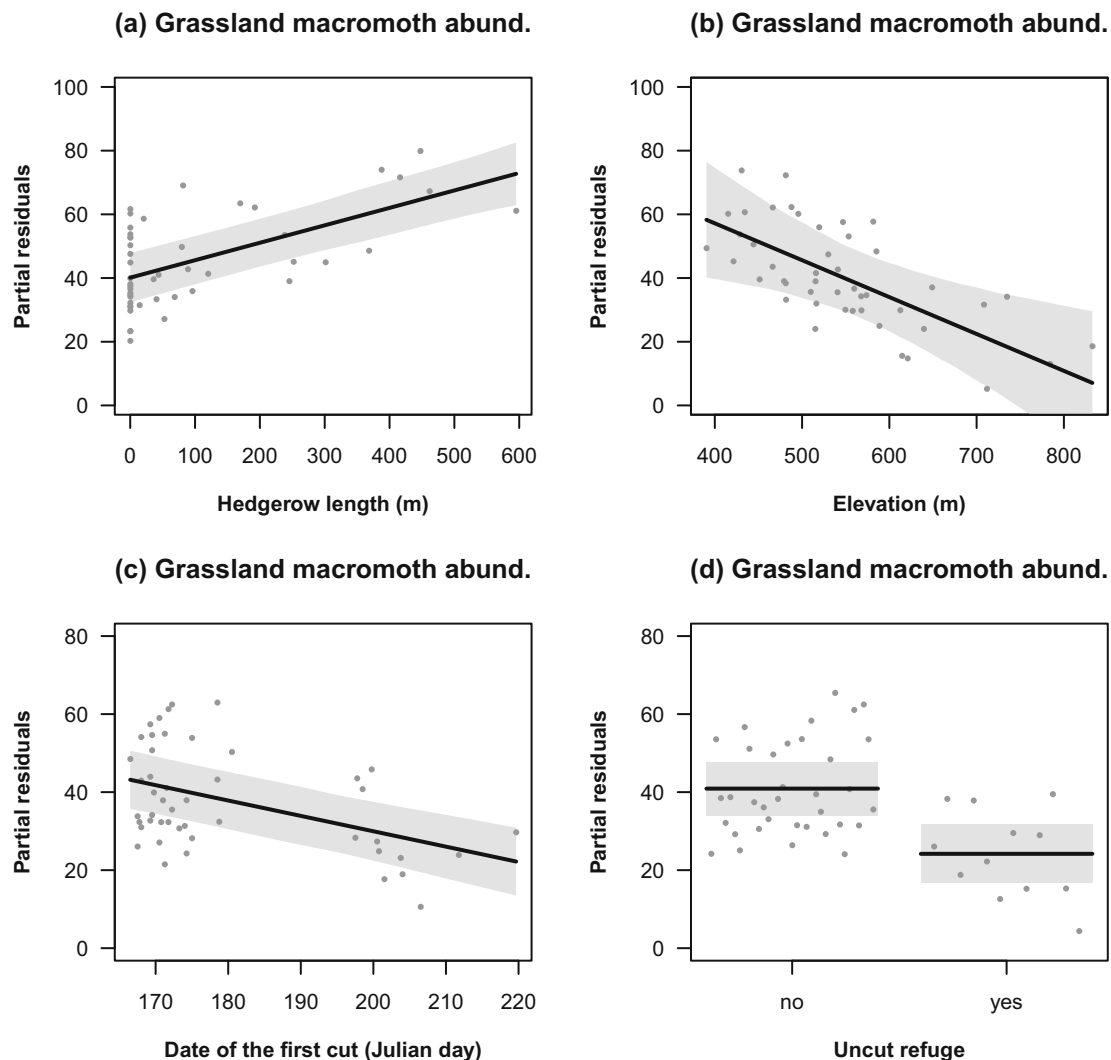 (a) Grassland macromoth abund.
Partial residuals
100
80
60
40
20
0
0 100 200 300 400 500 600
Hedgerow length (m)
(b) Grassland macromoth abund.
Partial residuals
100
80
60
40
20
0
400 500 600 700 800
Elevation (m)
(c) Grassland macromoth abund.
Partial residuals
80
60
40
20
0
170 180 190 200 210 220
Date of the first cut (Julian day)
(d) Grassland macromoth abund.
Partial residuals
80
60
40
20
0
no yes
Uncut refuge